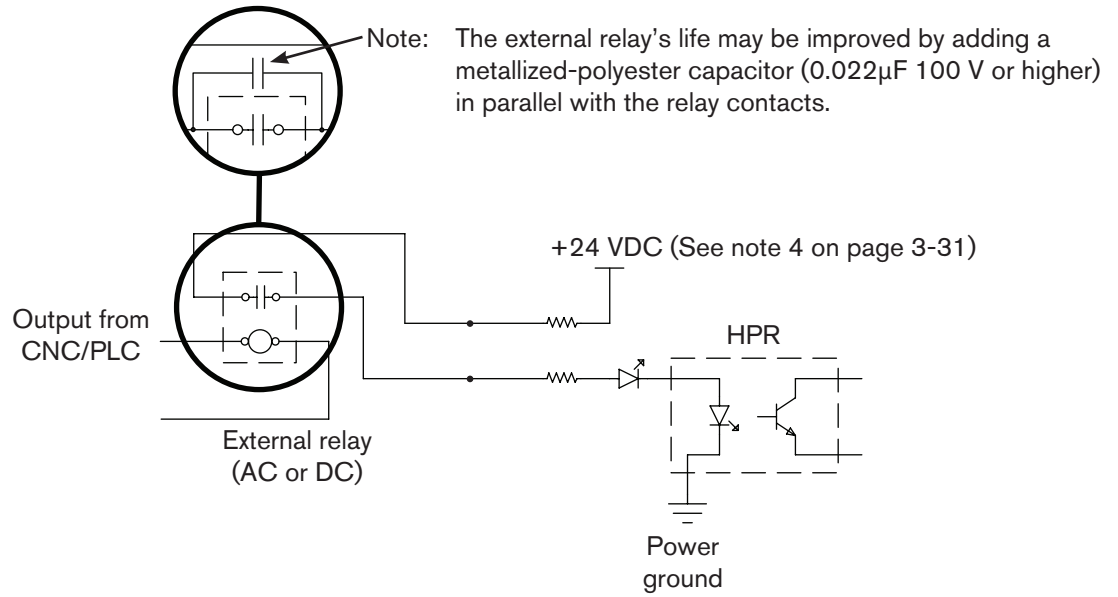 Note: The external relay's life may be improved by adding a
metallized-polyester capacitor (0.022µF 100 V or higher)
in parallel with the relay contacts.
+24 VDC (See note 4 on page 3-31)
Output from
CNC/PLC
HPR
External relay
(AC or DC)
Power
ground